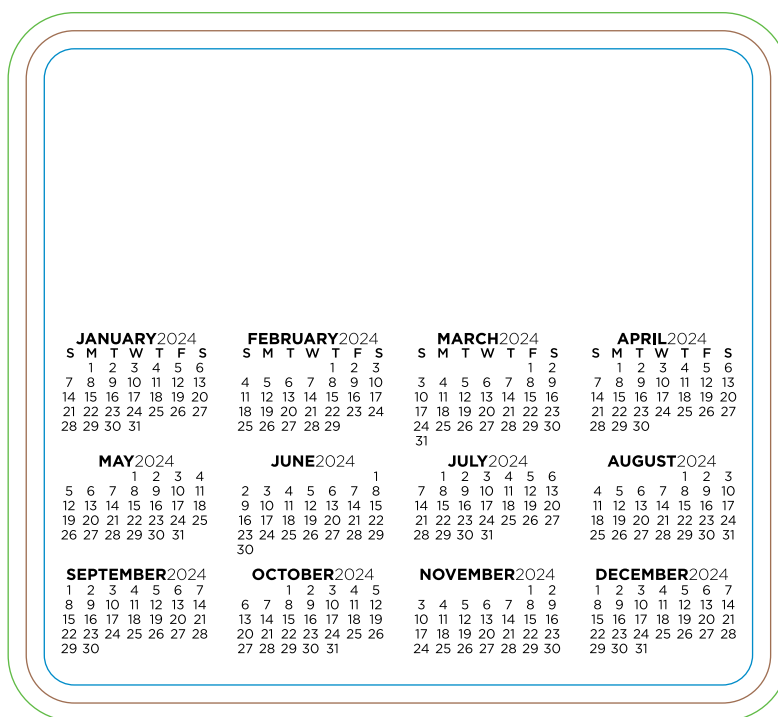 JANUARY2024
S M T W T F S
1 2 3 4 5 6
7 8 9 10 11 12 13
14 15 16 17 18 19 20
21 22 23 24 25 26 27
28 29 30 31
FEBRUARY2024
S M T W T F S
1 2 3
4 5 6 7 8 9 10
11 12 13 14 15 16 17
18 19 20 21 22 23 24
25 26 27 28 29
MARCH2024
S M T W T F S
1 2
3 4 5 6 7 8 9
10 11 12 13 14 15 16
17 18 19 20 21 22 23
24 25 26 27 28 29 30
31
APRIL2024
S M T W T F S
1 2 3 4 5 6
7 8 9 10 11 12 13
14 15 16 17 18 19 20
21 22 23 24 25 26 27
28 29 30
MAY2024
1 2 3 4
5 6 7 8 9 10 11
12 13 14 15 16 17 18
19 20 21 22 23 24 25
26 27 28 29 30 31
JUNE2024
1
2 3 4 5 6 7 8
9 10 11 12 13 14 15
16 17 18 19 20 21 22
23 24 25 26 27 28 29
30
JULY2024
1 2 3 4 5 6
7 8 9 10 11 12 13
14 15 16 17 18 19 20
21 22 23 24 25 26 27
28 29 30 31
AUGUST2024
1 2 3
4 5 6 7 8 9 10
11 12 13 14 15 16 17
18 19 20 21 22 23 24
25 26 27 28 29 30 31
SEPTEMBER2024
1 2 3 4 5 6 7
8 9 10 11 12 13 14
15 16 17 18 19 20 21
22 23 24 25 26 27 28
29 30
OCTOBER2024
1 2 3 4 5
6 7 8 9 10 11 12
13 14 15 16 17 18 19
20 21 22 23 24 25 26
27 28 29 30 31
NOVEMBER2024
1 2
3 4 5 6 7 8 9
10 11 12 13 14 15 16
17 18 19 20 21 22 23
24 25 26 27 28 29 30
DECEMBER2024
1 2 3 4 5 6 7
8 9 10 11 12 13 14
15 16 17 18 19 20 21
22 23 24 25 26 27 28
29 30 31